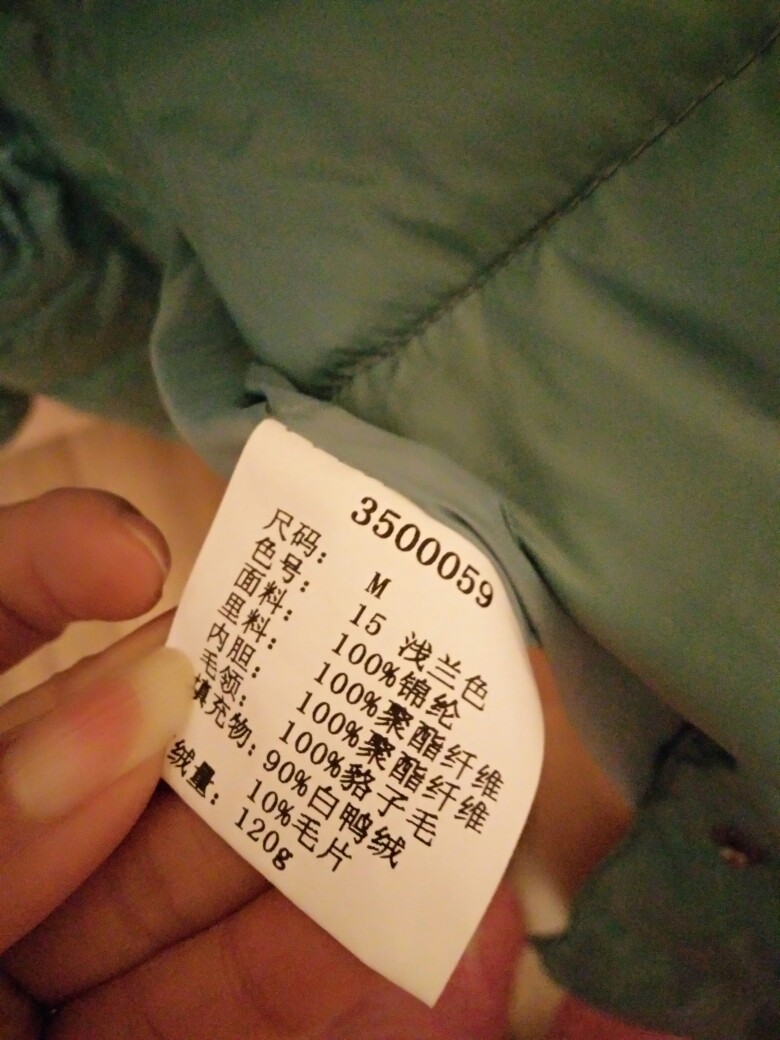 3500059
尺码: M
色号: 15 浅兰色
面料: 100%锦纶
里料: 100%聚酯纤维
内胆: 100%聚酯纤维
毛领: 100%貉子毛
填充物: 90%白鸭绒
10%毛片
绒量: 120g